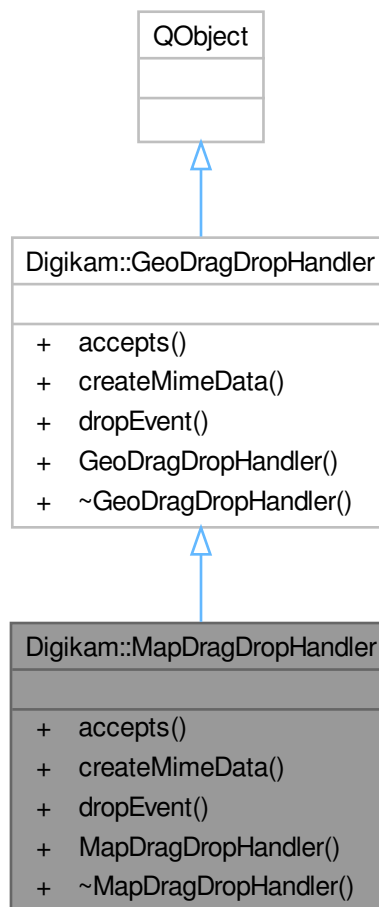 QObject
Digikam::GeoDragDropHandler
+ accepts()
+ createMimeData()
+ dropEvent()
+ GeoDragDropHandler()
+ ~GeoDragDropHandler()
Digikam::MapDragDropHandler
+ accepts()
+ createMimeData()
+ dropEvent()
+ MapDragDropHandler()
+ ~MapDragDropHandler()